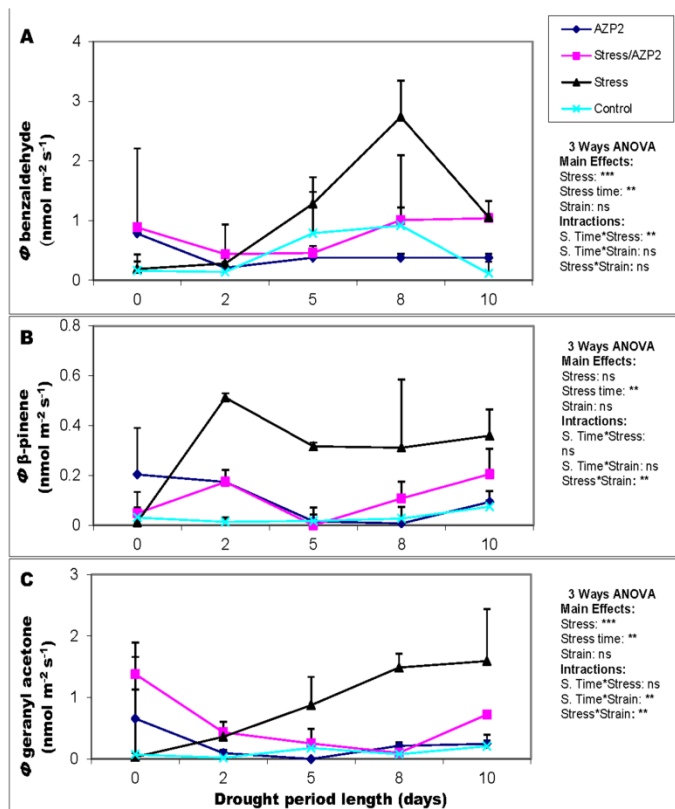 A
Φ benzaldehyde
(nmol m⁻² s⁻¹)
4
3
2
1
0
0 2 5 8 10
AZP2
Stress/AZP2
Stress
Control
3 Ways ANOVA
Main Effects:
Stress: ***
Stress time: **
Strain: ns
Intractions:
S. Time*Stress: **
S. Time*Strain: ns
Stress*Strain: ns
B
Φ β-pinene
(nmol m⁻² s⁻¹)
0.8
0.6
0.4
0.2
0
0 2 5 8 10
3 Ways ANOVA
Main Effects:
Stress: ns
Stress time: **
Strain: ns
Intractions:
S. Time*Stress:
ns
S. Time*Strain: ns
Stress*Strain: **
C
Φ geranyl acetone
(nmol m⁻² s⁻¹)
3
2
1
0
0 2 5 8 10
Drought period length (days)
3 Ways ANOVA
Main Effects:
Stress: ***
Stress time: **
Strain: ns
Intractions:
S. Time*Stress: ns
S. Time*Strain: **
Stress*Strain: **